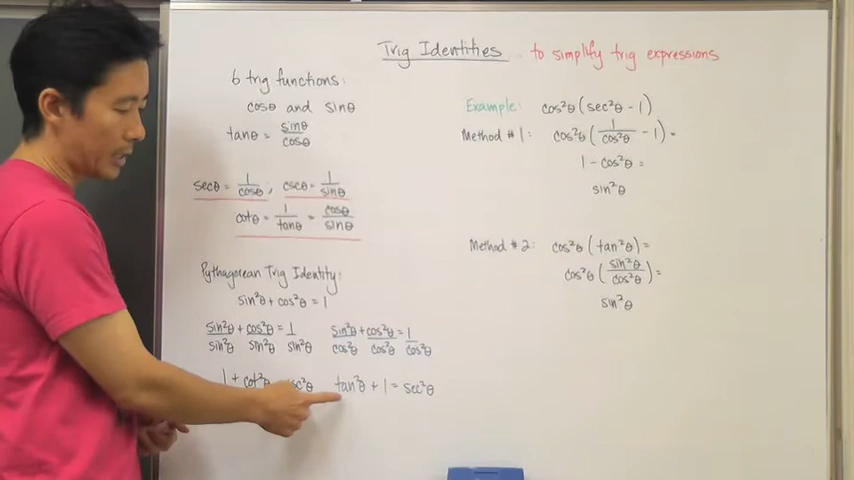 Trig Identities to simplify trig expressions
6 trig functions:
cosθ and sinθ
tanθ = sinθ/cosθ
secθ = 1/cosθ ; cscθ = 1/sinθ
cotθ = 1/tanθ = cosθ/sinθ
Pythagorean Trig Identity:
sin²θ + cos²θ = 1
sin²θ/sin²θ + cos²θ/sin²θ = 1/sin²θ
sin²θ/cos²θ + cos²θ/cos²θ = 1/cos²θ
1 + cot²θ
tan²θ + 1 = sec²θ
Example: cos²θ(sec²θ - 1)
Method #1: cos²θ(1/cos²θ - 1) =
1 - cos²θ =
sin²θ
Method #2: cos²θ(tan²θ) =
cos²θ(sin²θ/cos²θ) =
sin²θ